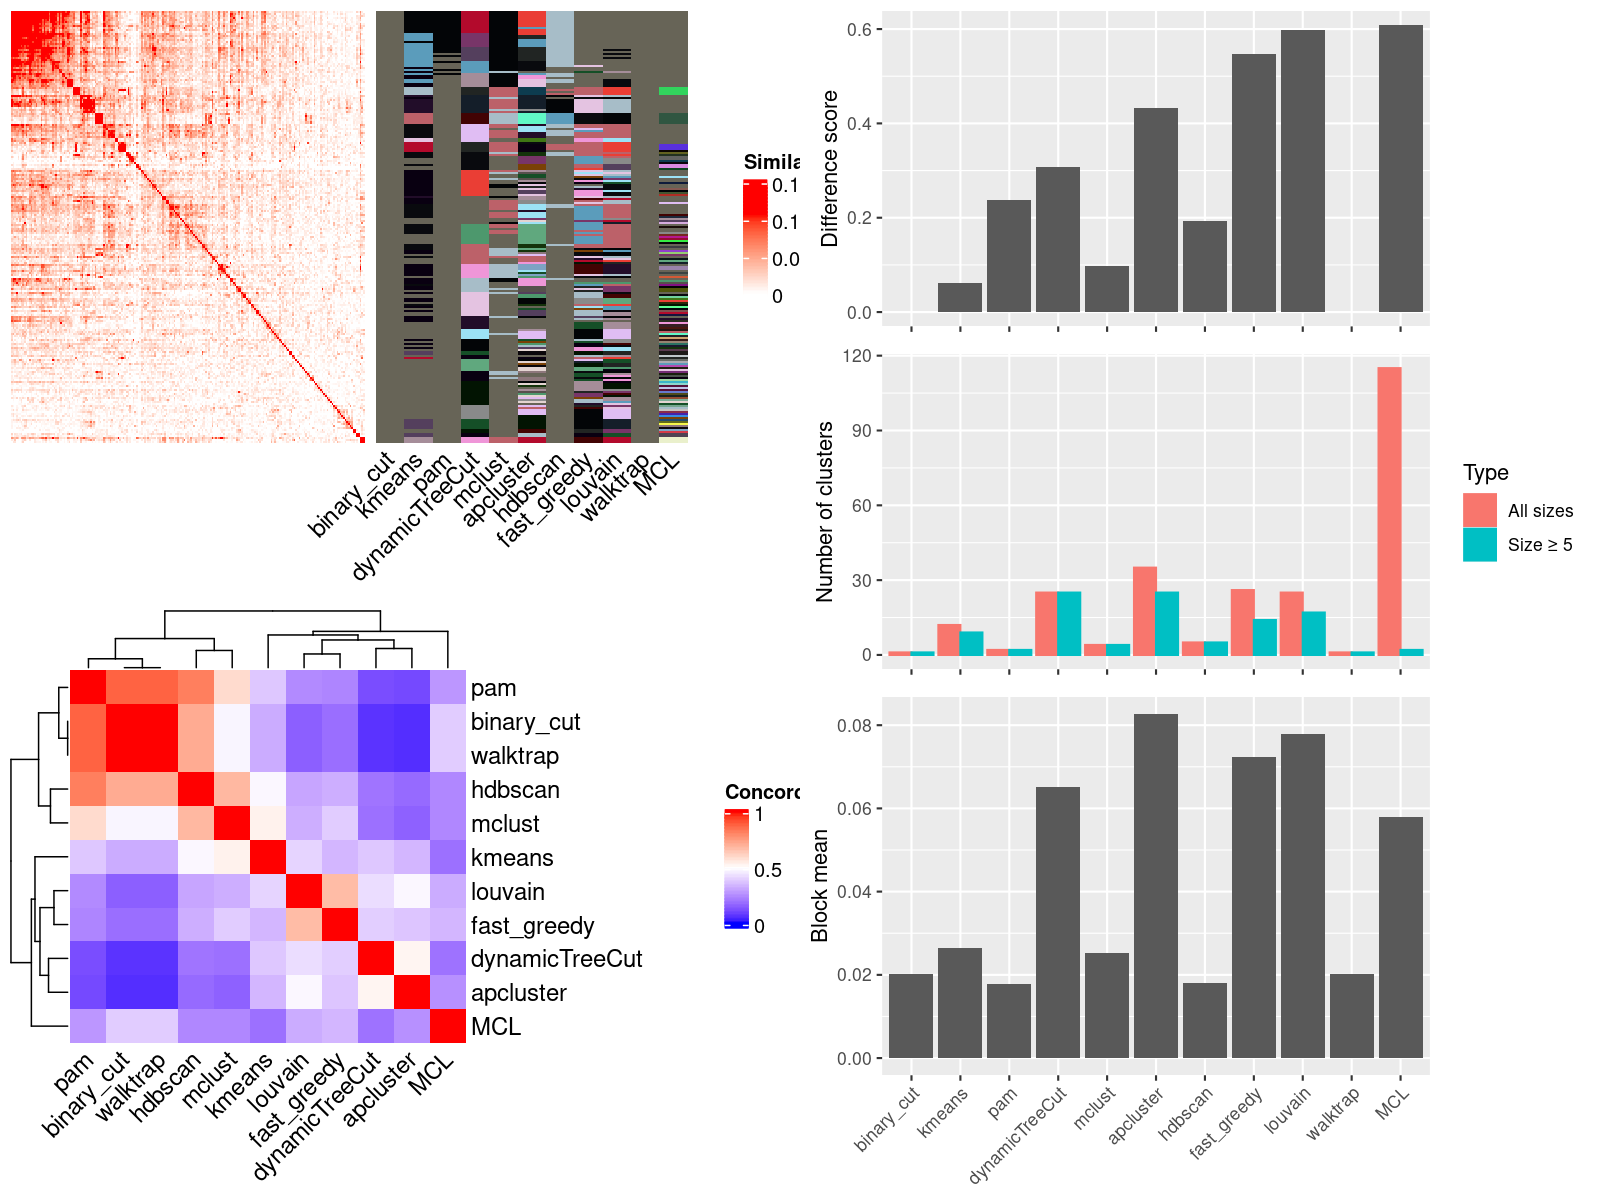 Simila
0.1
0.1
0.0
0
binary_cut
kmeans
pam
dynamicTreeCut
mclust
apcluster
hdbscan
fast_greedy
louvain
walktrap
MCL
pam
binary_cut
walktrap
hdbscan
mclust
kmeans
louvain
fast_greedy
dynamicTreeCut
apcluster
MCL
pam
binary_cut
walktrap
hdbscan
mclust
kmeans
louvain
fast_greedy
dynamicTreeCut
apcluster
MCL
Concord
1
0.5
0
Difference score
0.6
0.4
0.2
0.0
Number of clusters
120
90
60
30
0
Type
All sizes
Size ≥ 5
Block mean
0.08
0.06
0.04
0.02
0.00
binary_cut
kmeans
pam
dynamicTreeCut
mclust
apcluster
hdbscan
fast_greedy
louvain
walktrap
MCL